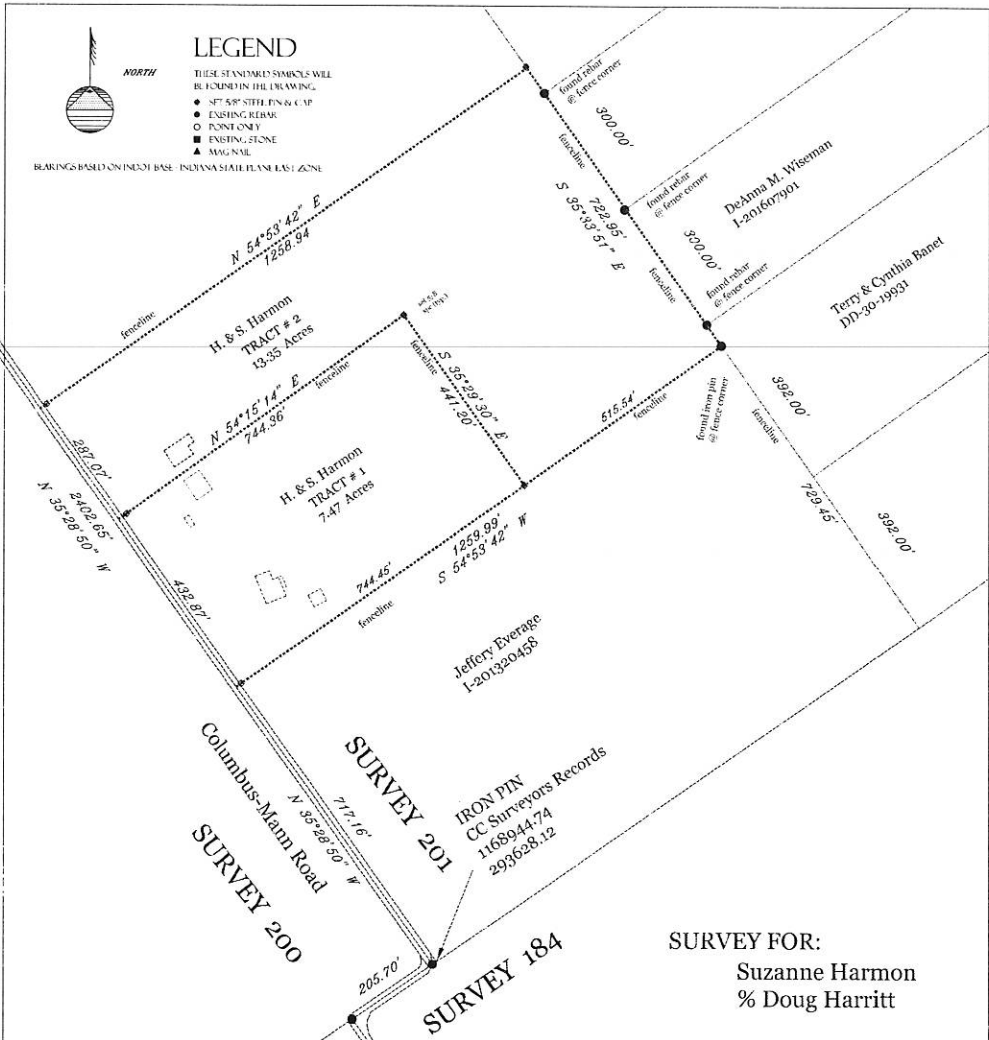 LEGEND
NORTH
THESE STANDARD SYMBOLS WILL
BE FOUND IN THE DRAWING.
SET 5/8" STEEL PIN & CAP
EXISTING REBAR
POINT ONLY
EXISTING STONE
MAG NAIL
BEARINGS BASED ON INDOT BASE - INDIANA STATE PLANE EAST ZONE
found rebar
@ fence corner
300.00'
fenceline
722.95'
S 35°33'51" E
found rebar
@ fence corner
DeAnna M. Wiseman
I-201607901
300.00'
fenceline
found rebar
@ fence corner
Terry & Cynthia Banet
DD-30-19931
N 54°53'42" E
1258.94
fenceline
H. & S. Harmon
TRACT # 2
13.35 Acres
N 54°15'14" E
744.36'
fenceline
fenceline
S 35°29'30" E
441.20'
515.54'
fenceline
found iron pin
@ fence corner
392.00'
fenceline
729.45'
392.00'
287.07'
2402.65'
N 35°28'50" W
H. & S. Harmon
TRACT # 1
7.47 Acres
432.87'
744.45'
fenceline
1259.99'
S 54°53'42" W
Jeffery Everage
I-201320458
Columbus-Mann Road
N 35°28'50" W
717.16'
SURVEY 201
SURVEY 200
IRON PIN
CC Surveyors Records
1168944.74
293628.12
205.70'
SURVEY 184
SURVEY FOR:
Suzanne Harmon
% Doug Harritt